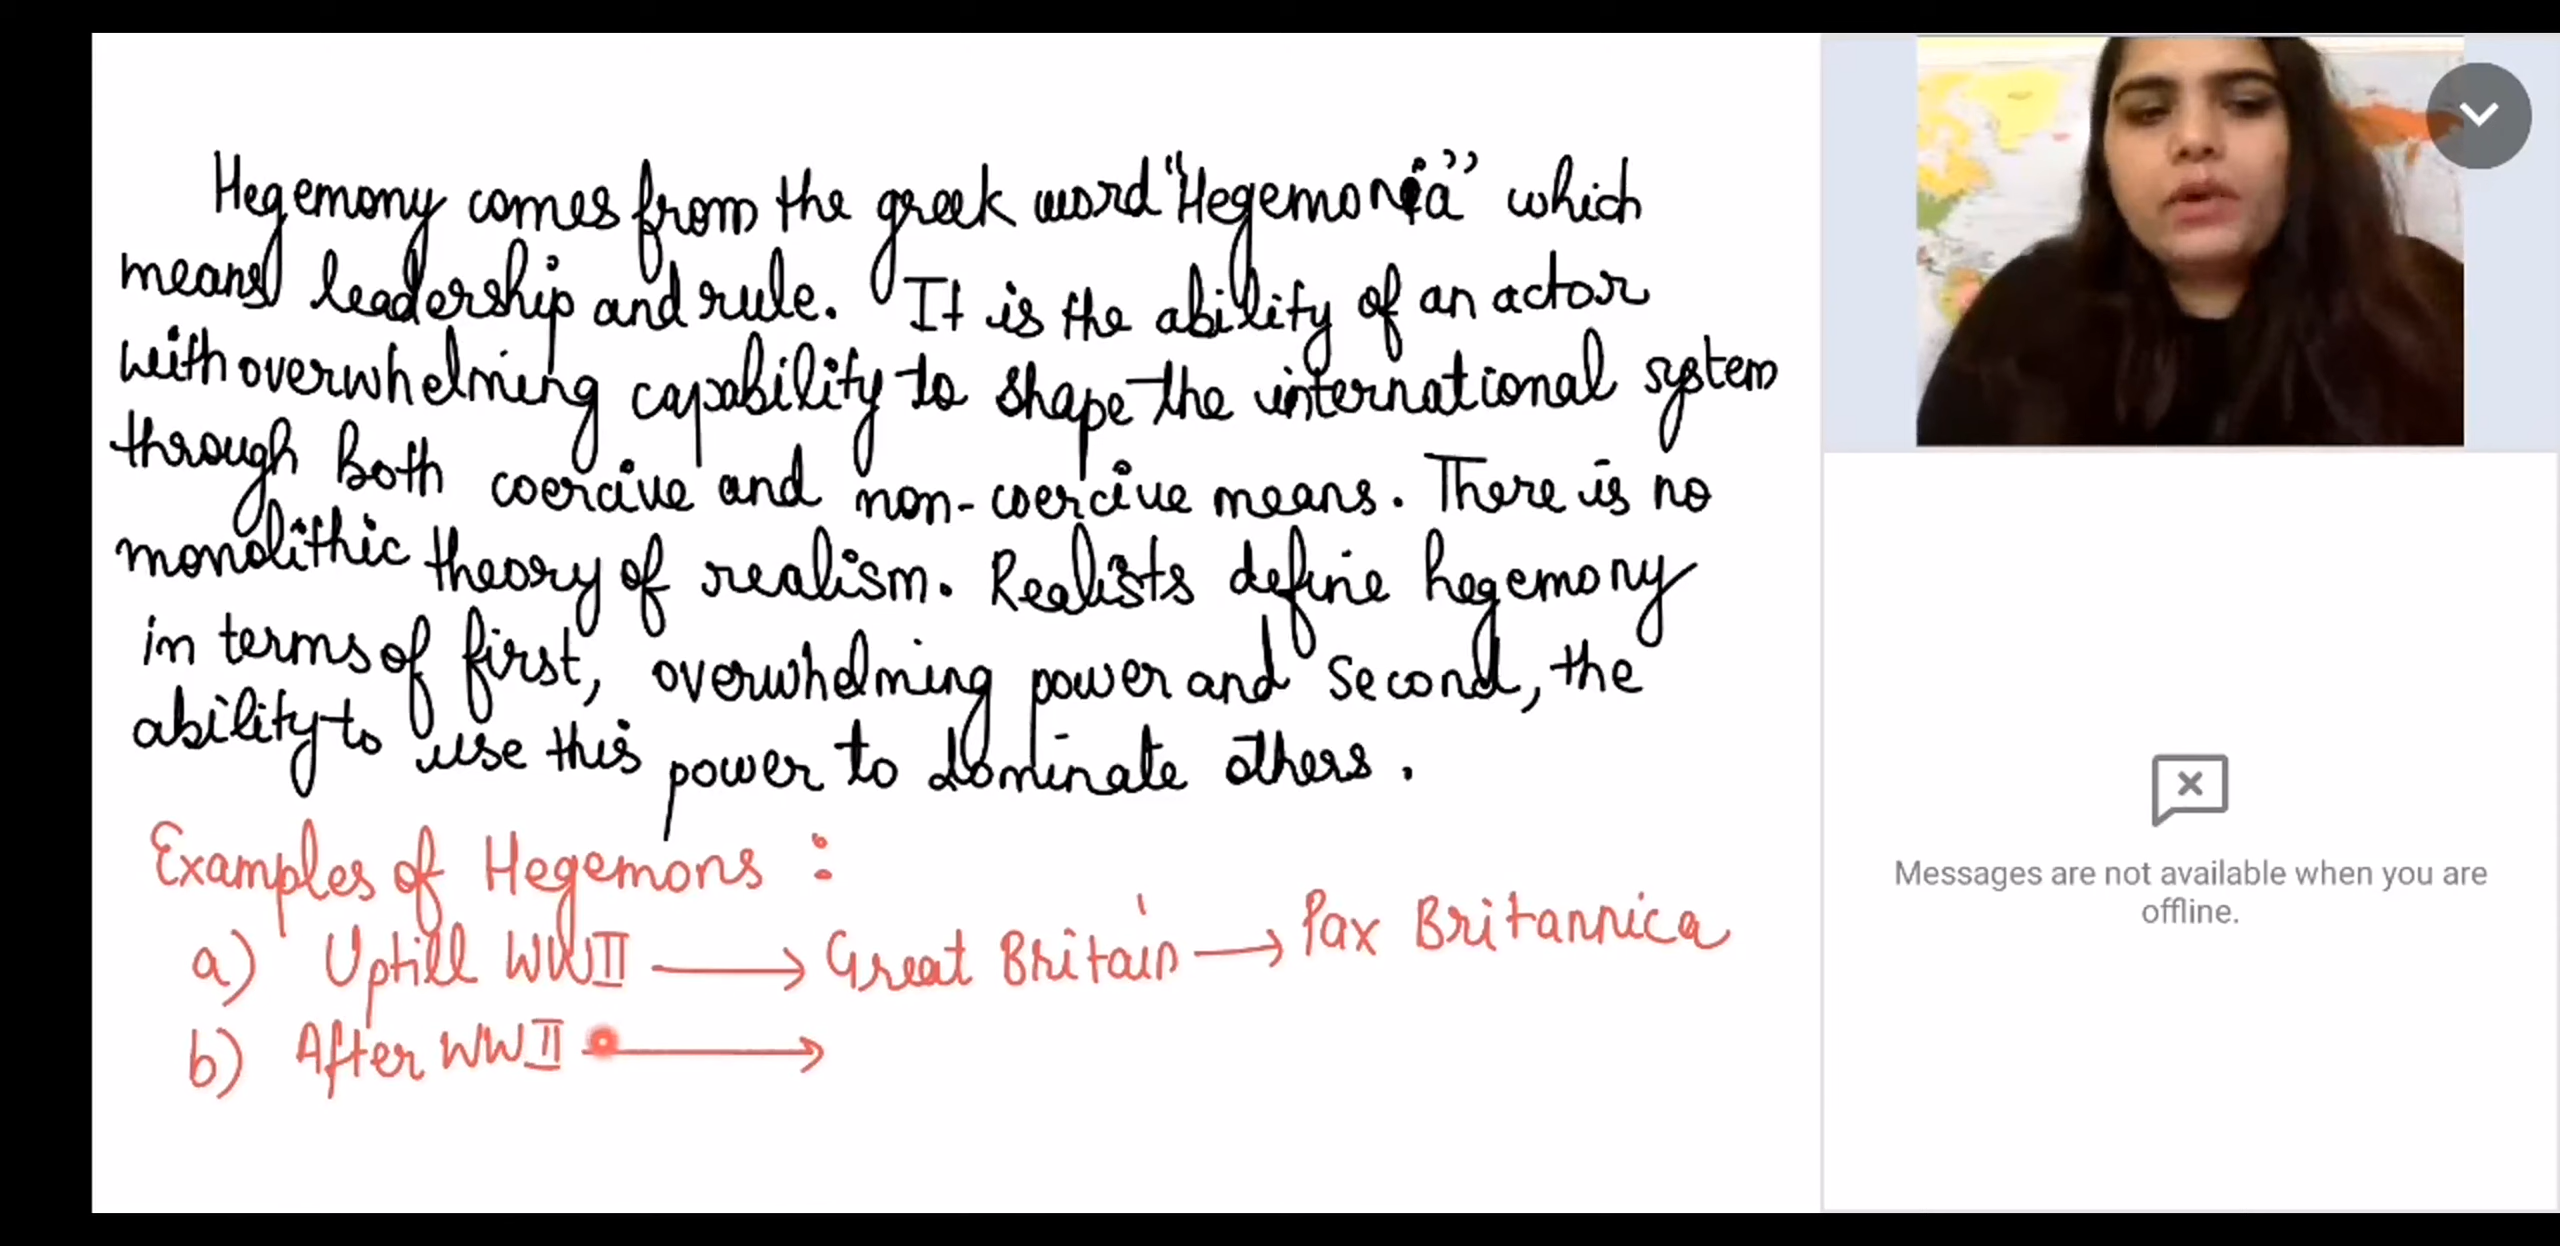 Hegemony comes from the greek word "Hegemonia" which
means leadership and rule. It is the ability of an actor
with overwhelming capability to shape the international system
through both coercive and non-coercive means. There is no
monolithic theory of realism. Realists define hegemony
in terms of first, overwhelming power and second, the
ability to use this power to dominate others.
Examples of Hegemons :
a) Uptill WWII → Great Britain → Pax Britannica
b) After WWII →
Messages are not available when you are
offline.